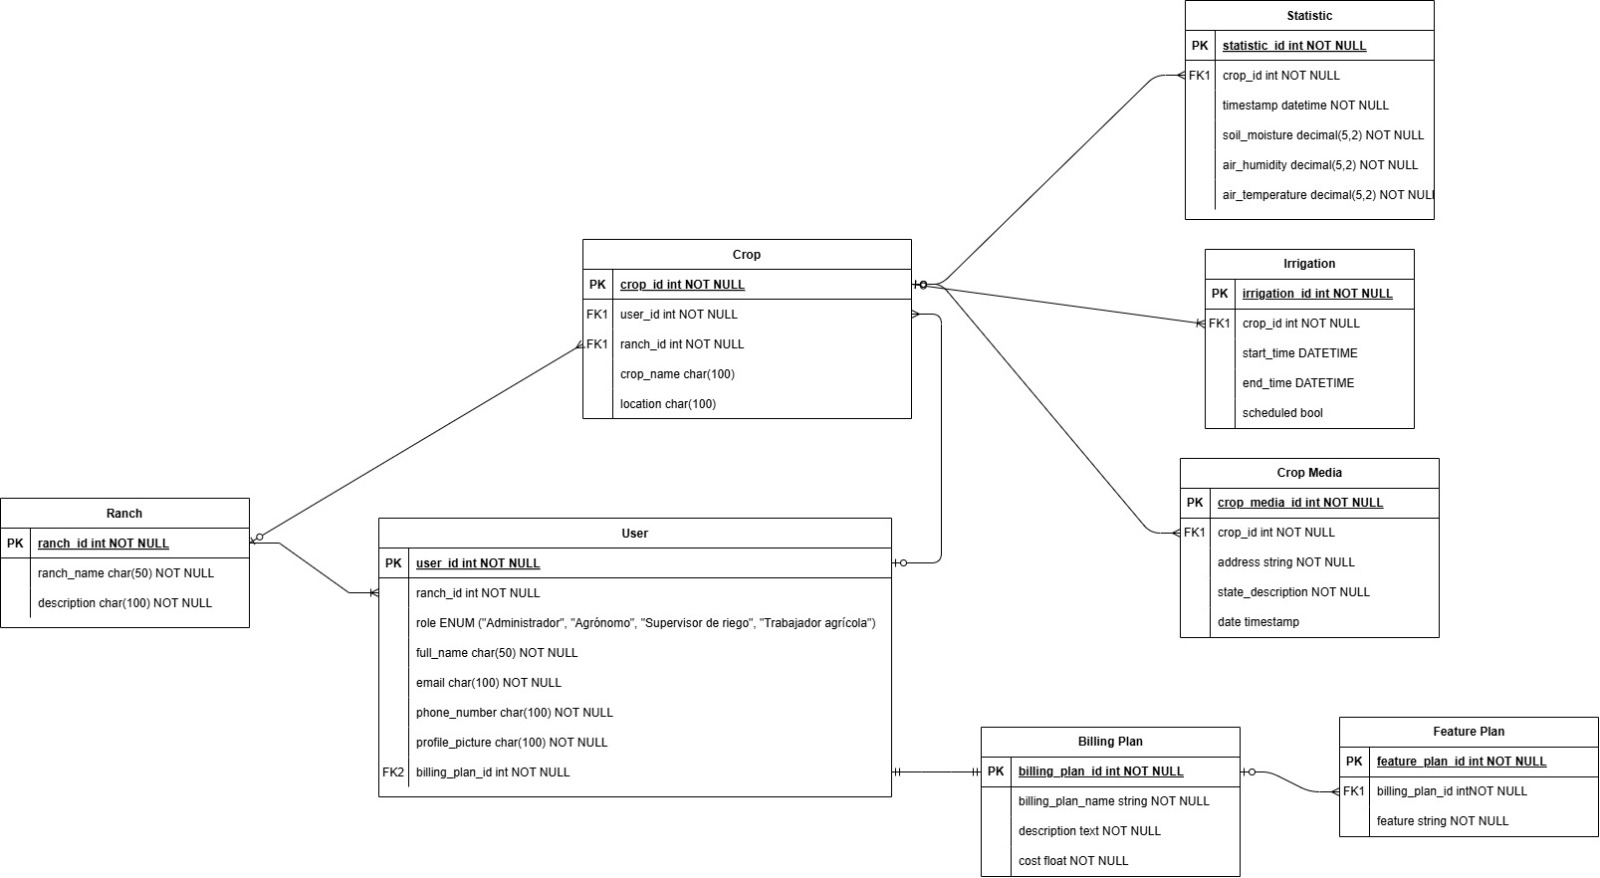 Statistic
PK statistic_id int NOT NULL
FK1 crop_id int NOT NULL
timestamp datetime NOT NULL
soil_moisture decimal(5,2) NOT NULL
air_humidity decimal(5,2) NOT NULL
air_temperature decimal(5,2) NOT NULL
Crop
PK crop_id int NOT NULL
FK1 user_id int NOT NULL
FK1 ranch_id int NOT NULL
crop_name char(100)
location char(100)
Irrigation
PK irrigation_id int NOT NULL
FK1 crop_id int NOT NULL
start_time DATETIME
end_time DATETIME
scheduled bool
Crop Media
PK crop_media_id int NOT NULL
FK1 crop_id int NOT NULL
address string NOT NULL
state_description NOT NULL
date timestamp
Ranch
PK ranch_id int NOT NULL
ranch_name char(50) NOT NULL
description char(100) NOT NULL
User
PK user_id int NOT NULL
ranch_id int NOT NULL
role ENUM ("Administrador", "Agrónomo", "Supervisor de riego", "Trabajador agrícola")
full_name char(50) NOT NULL
email char(100) NOT NULL
phone_number char(100) NOT NULL
profile_picture char(100) NOT NULL
FK2 billing_plan_id int NOT NULL
Billing Plan
PK billing_plan_id int NOT NULL
billing_plan_name string NOT NULL
description text NOT NULL
cost float NOT NULL
Feature Plan
PK feature_plan_id int NOT NULL
FK1 billing_plan_id intNOT NULL
feature string NOT NULL